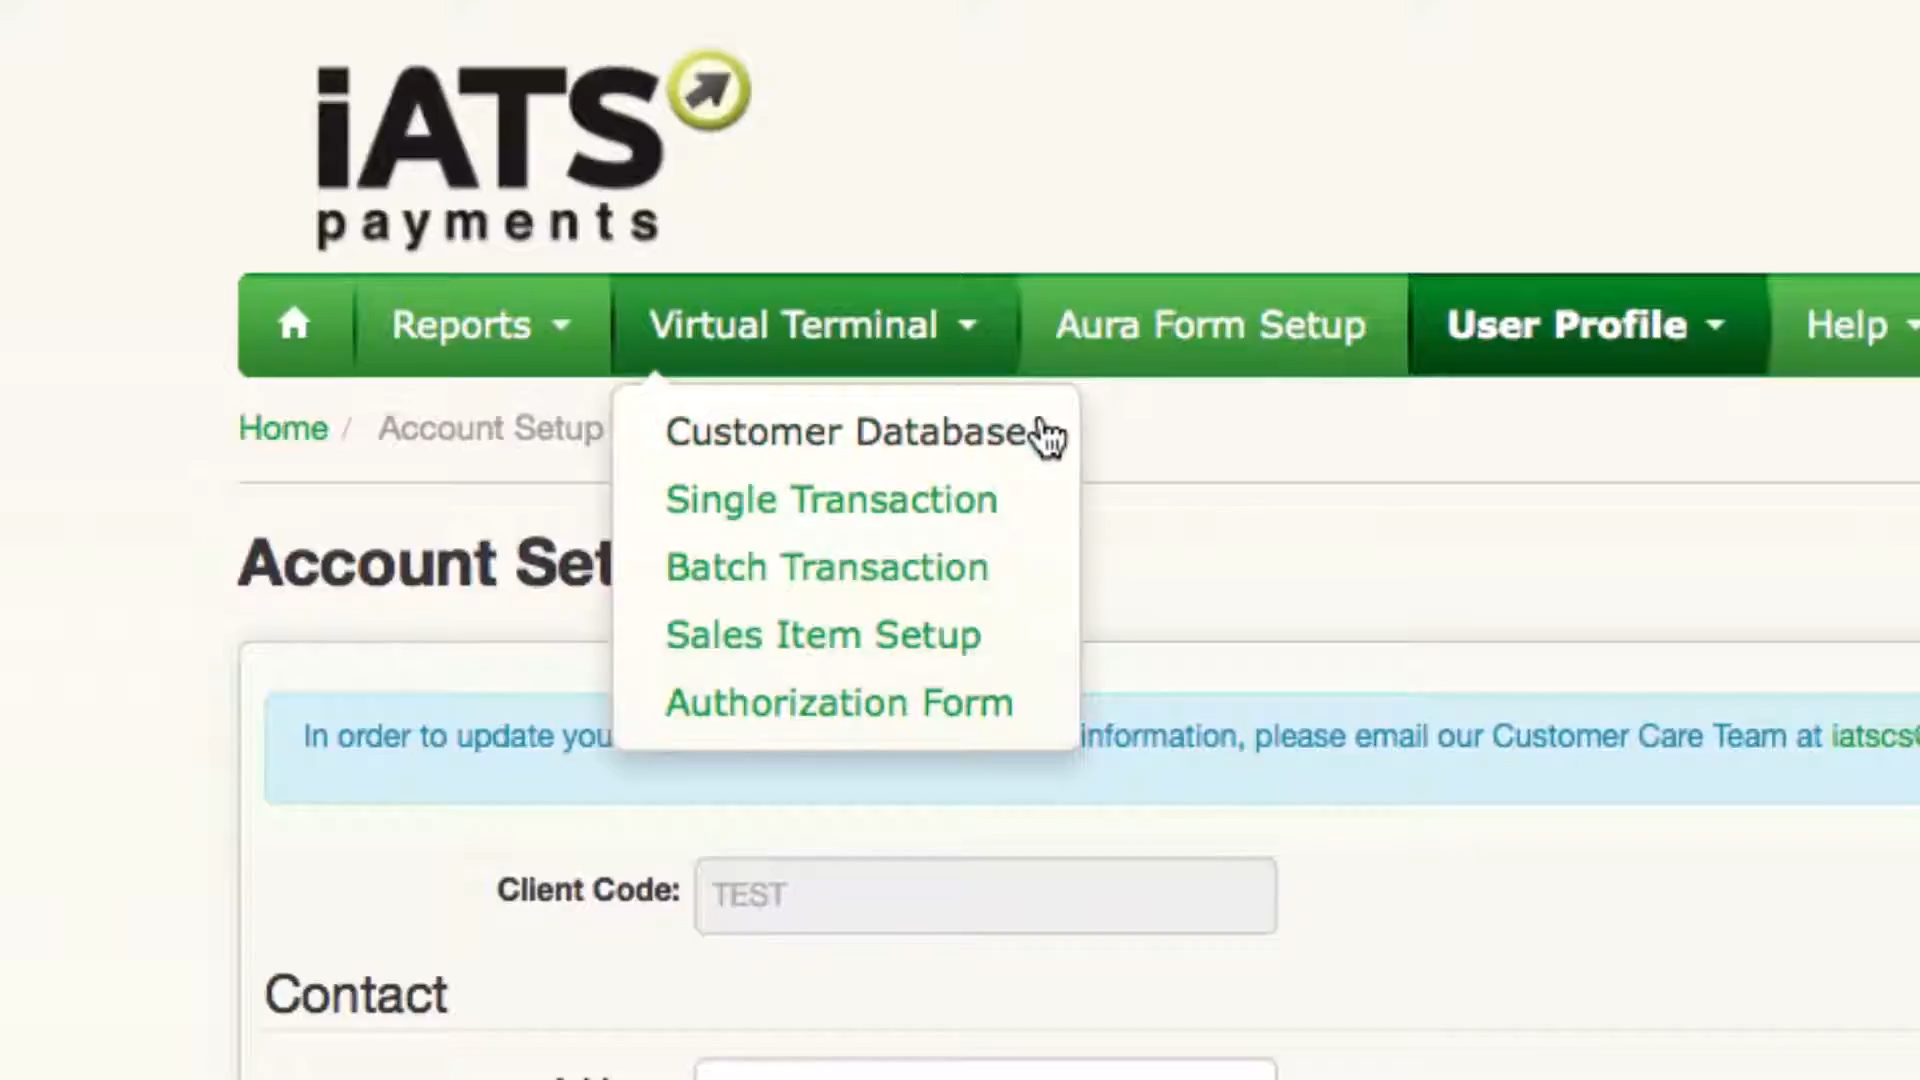 iATS
payments
Reports Virtual Terminal Aura Form Setup User Profile Help
Home / Account Setup
Customer Database
Single Transaction
Batch Transaction
Sales Item Setup
Authorization Form
Account Set
In order to update you information, please email our Customer Care Team at iatscs
Client Code: TEST
Contact